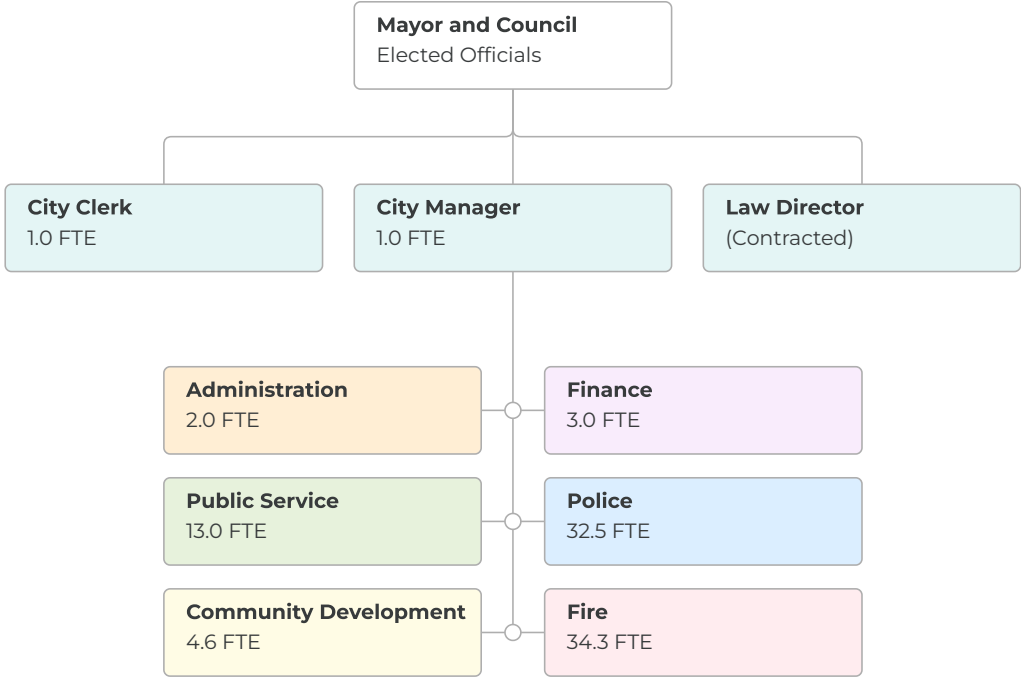 Mayor and Council
Elected Officials
City Clerk
1.0 FTE
City Manager
1.0 FTE
Law Director
(Contracted)
Administration
2.0 FTE
Finance
3.0 FTE
Public Service
13.0 FTE
Police
32.5 FTE
Community Development
4.6 FTE
Fire
34.3 FTE